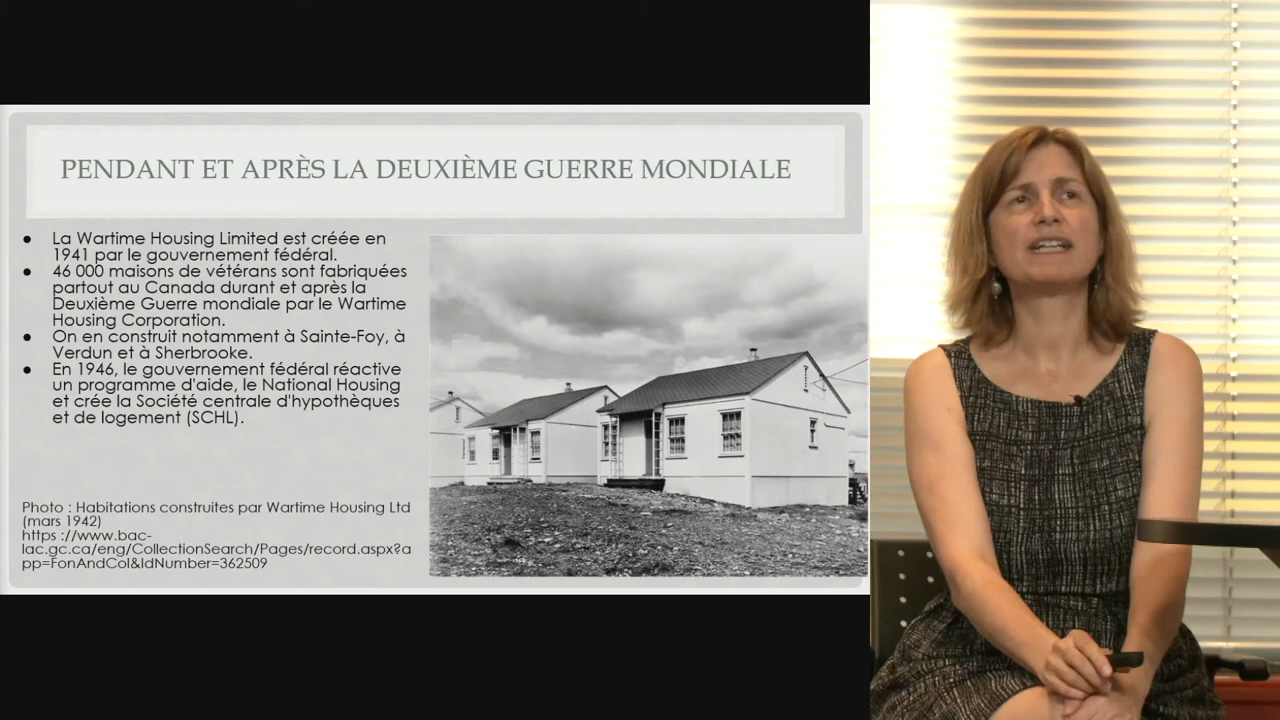 PENDANT ET APRÈS LA DEUXIÈME GUERRE MONDIALE
● La Wartime Housing Limited est créée en
1941 par le gouvernement fédéral.
● 46 000 maisons de vétérans sont fabriquées
partout au Canada durant et après la
Deuxième Guerre mondiale par le Wartime
Housing Corporation.
● On en construit notamment à Sainte-Foy, à
Verdun et à Sherbrooke.
● En 1946, le gouvernement fédéral réactive
un programme d'aide, le National Housing
et crée la Société centrale d'hypothèques
et de logement (SCHL).
Photo : Habitations construites par Wartime Housing Ltd
(mars 1942)
https ://www.bac-
lac.gc.ca/eng/CollectionSearch/Pages/record.aspx?a
pp=FonAndCol&IdNumber=362509